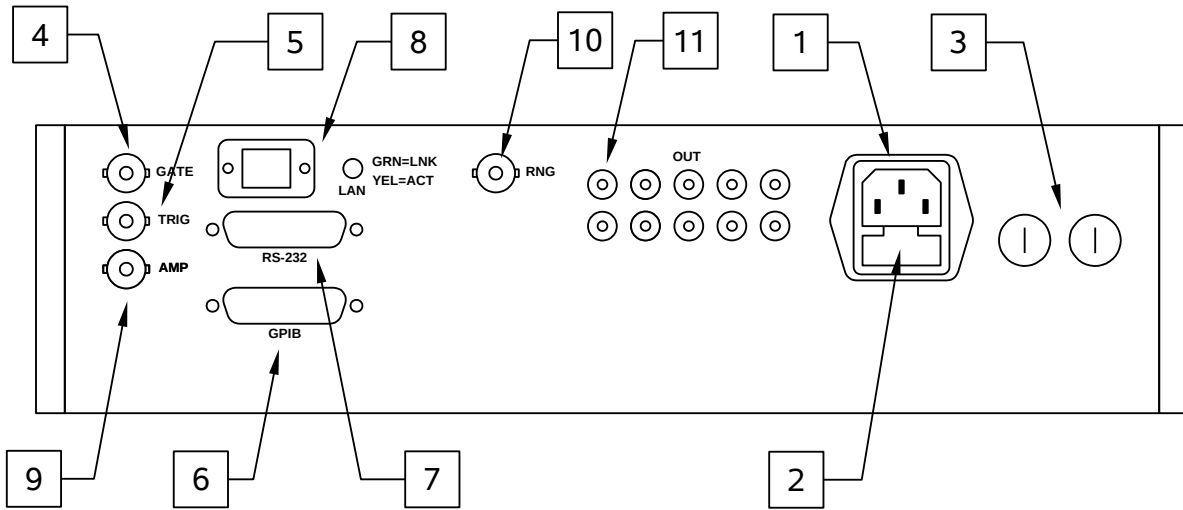 4
5
8
10
11
1
3
GATE
TRIG
AMP
LAN
GRN=LNK
YEL=ACT
RS-232
GPIB
RNG
OUT
9
6
7
2